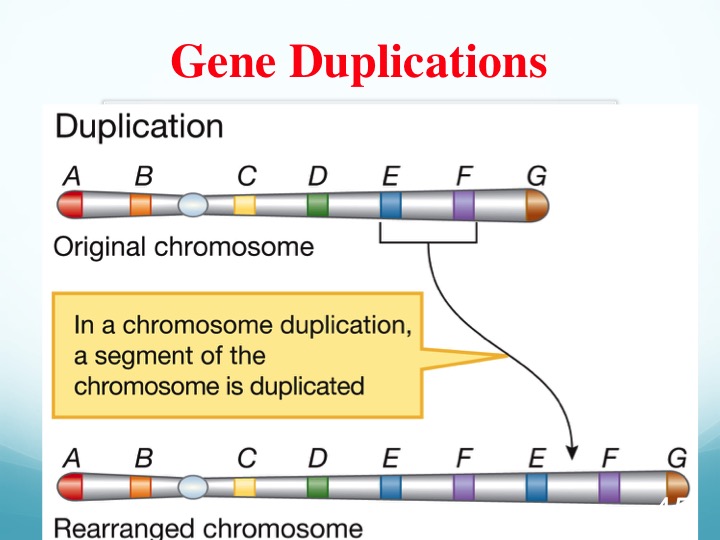 Gene Duplications
Duplication
A B C D E F G
Original chromosome
In a chromosome duplication,
a segment of the
chromosome is duplicated
A B C D E F E F G
Rearranged chromosome